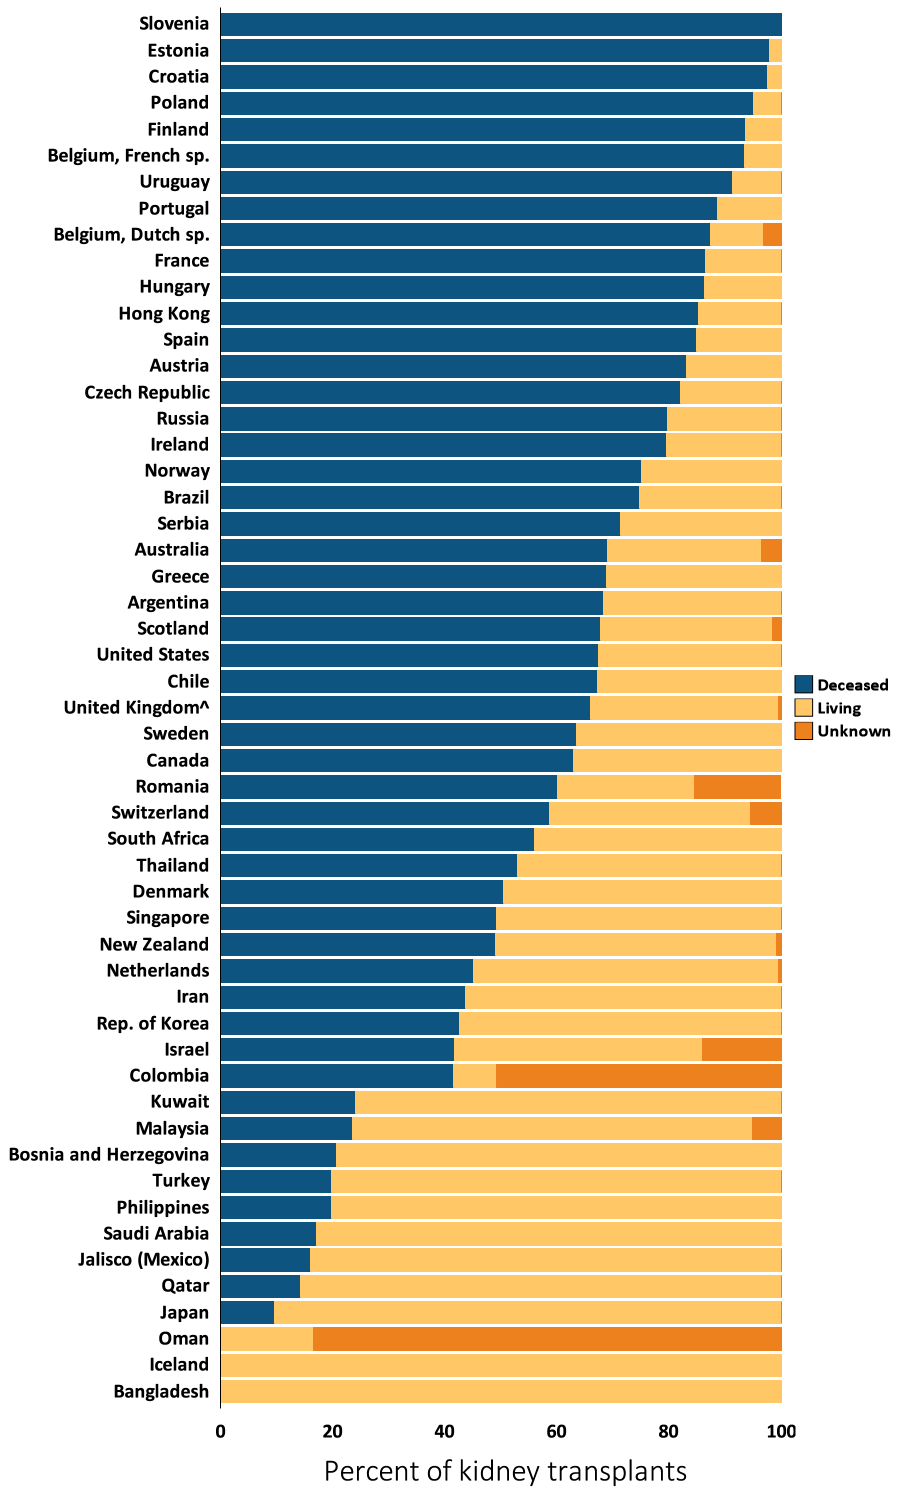 Slovenia
Estonia
Croatia
Poland
Finland
Belgium, French sp.
Uruguay
Portugal
Belgium, Dutch sp.
France
Hungary
Hong Kong
Spain
Austria
Czech Republic
Russia
Ireland
Norway
Brazil
Serbia
Australia
Greece
Argentina
Scotland
United States
Chile
United Kingdom^
Sweden
Canada
Romania
Switzerland
South Africa
Thailand
Denmark
Singapore
New Zealand
Netherlands
Iran
Rep. of Korea
Israel
Colombia
Kuwait
Malaysia
Bosnia and Herzegovina
Turkey
Philippines
Saudi Arabia
Jalisco (Mexico)
Qatar
Japan
Oman
Iceland
Bangladesh
0 20 40 60 80 100
Percent of kidney transplants
Deceased
Living
Unknown